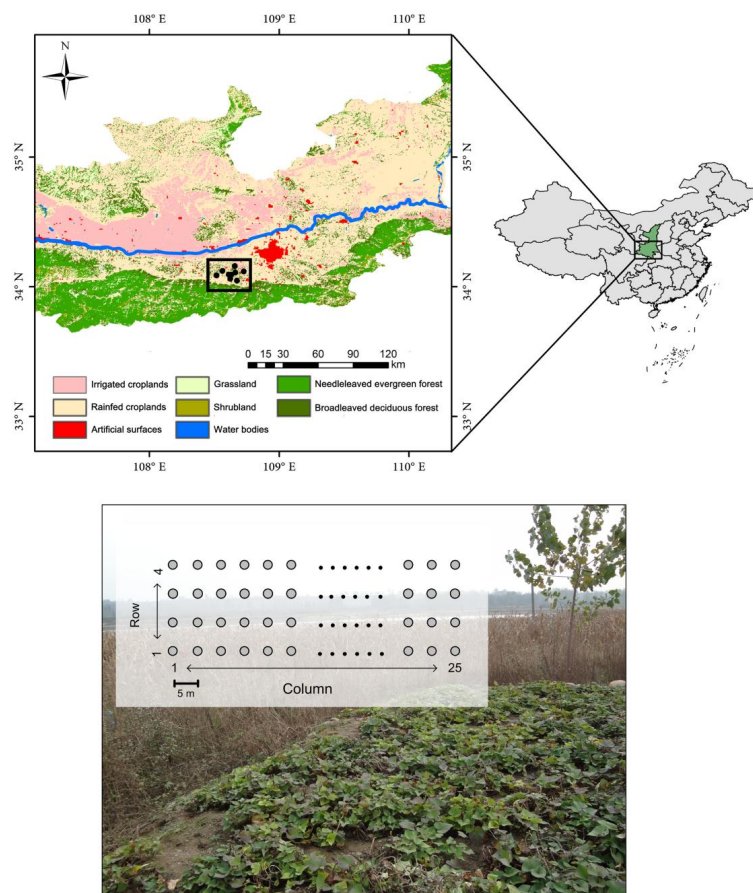 108° E 109° E 110° E
N
35° N
35° N
34° N
34° N
33° N
33° N
0 15 30 60 90 120
km
Irrigated croplands Grassland Needleleaved evergreen forest
Rainfed croplands Shrubland Broadleaved deciduous forest
Artificial surfaces Water bodies
108° E 109° E 110° E
4
Row
1
1 25
5 m Column